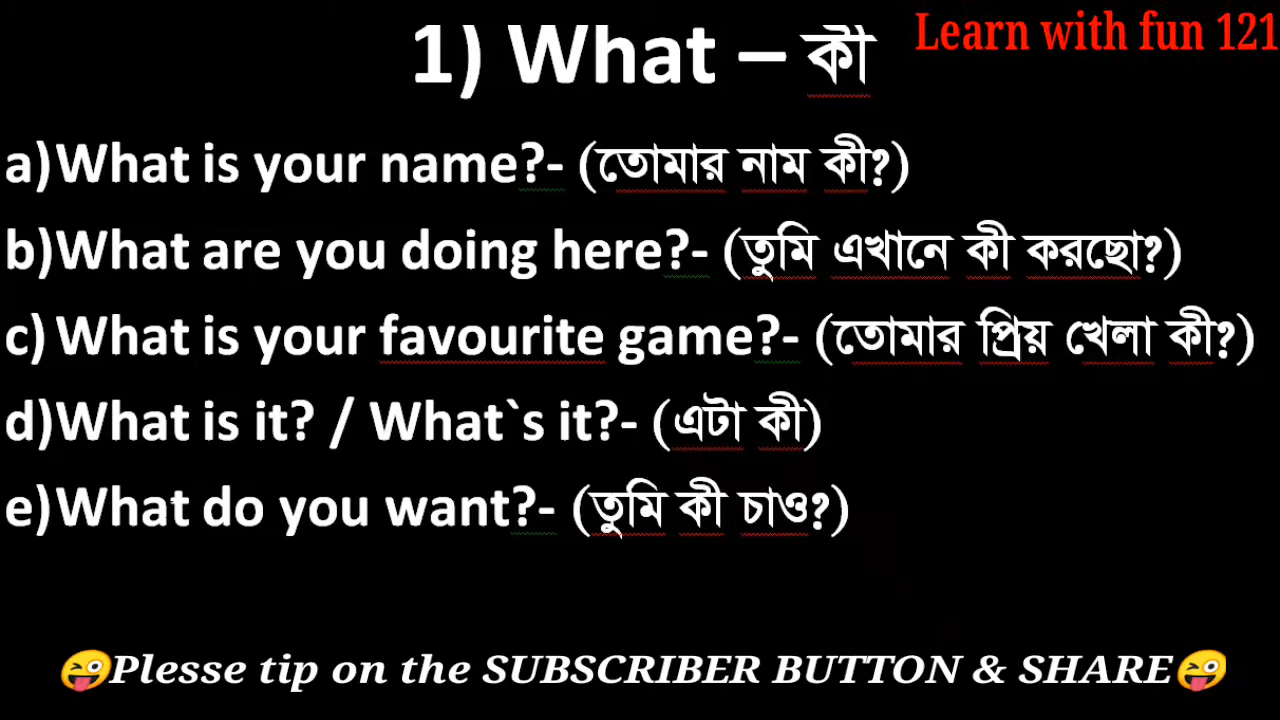 1) What – কী
Learn with fun 121
a)What is your name?- (তোমার নাম কী?)
b)What are you doing here?- (তুমি এখানে কী করছো?)
c) What is your favourite game?- (তোমার প্রিয় খেলা কী?)
d)What is it? / What`s it?- (এটা কী)
e)What do you want?- (তুমি কী চাও?)
😜Plesse tip on the SUBSCRIBER BUTTON & SHARE😜